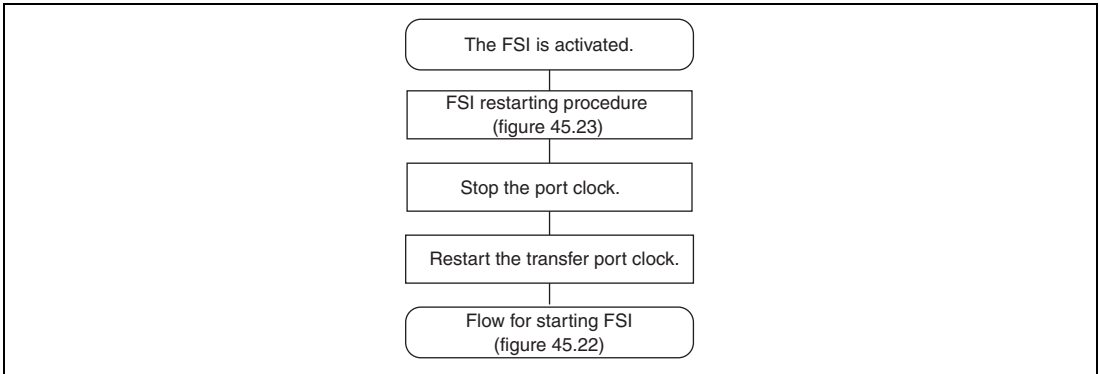 The FSI is activated.
FSI restarting procedure
(figure 45.23)
Stop the port clock.
Restart the transfer port clock.
Flow for starting FSI
(figure 45.22)